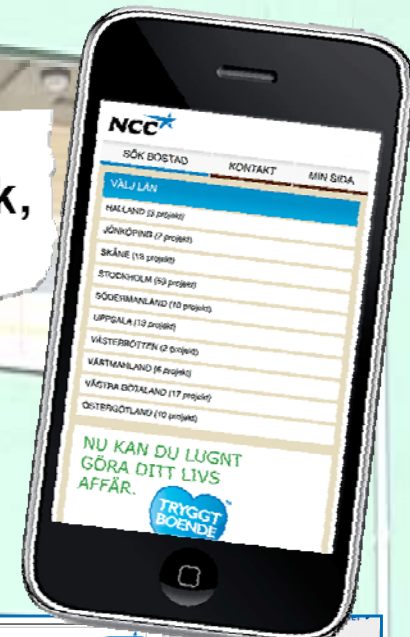 k,
NCC
SÖK BOSTAD KONTAKT MIN SIDA
VÄLJ LÄN
HALLAND (3 projekt)
JÖNKÖPING (7 projekt)
SKÅNE (18 projekt)
STOCKHOLM (53 projekt)
SÖDERMANLAND (10 projekt)
UPPSALA (13 projekt)
VÄSTERBOTTEN (2 projekt)
VÄSTMANLAND (6 projekt)
VÄSTRA GÖTALAND (17 projekt)
ÖSTERGÖTLAND (10 projekt)
NU KAN DU LUGNT
GÖRA DITT LIVS
AFFÄR.
TRYGGT
BOENDE